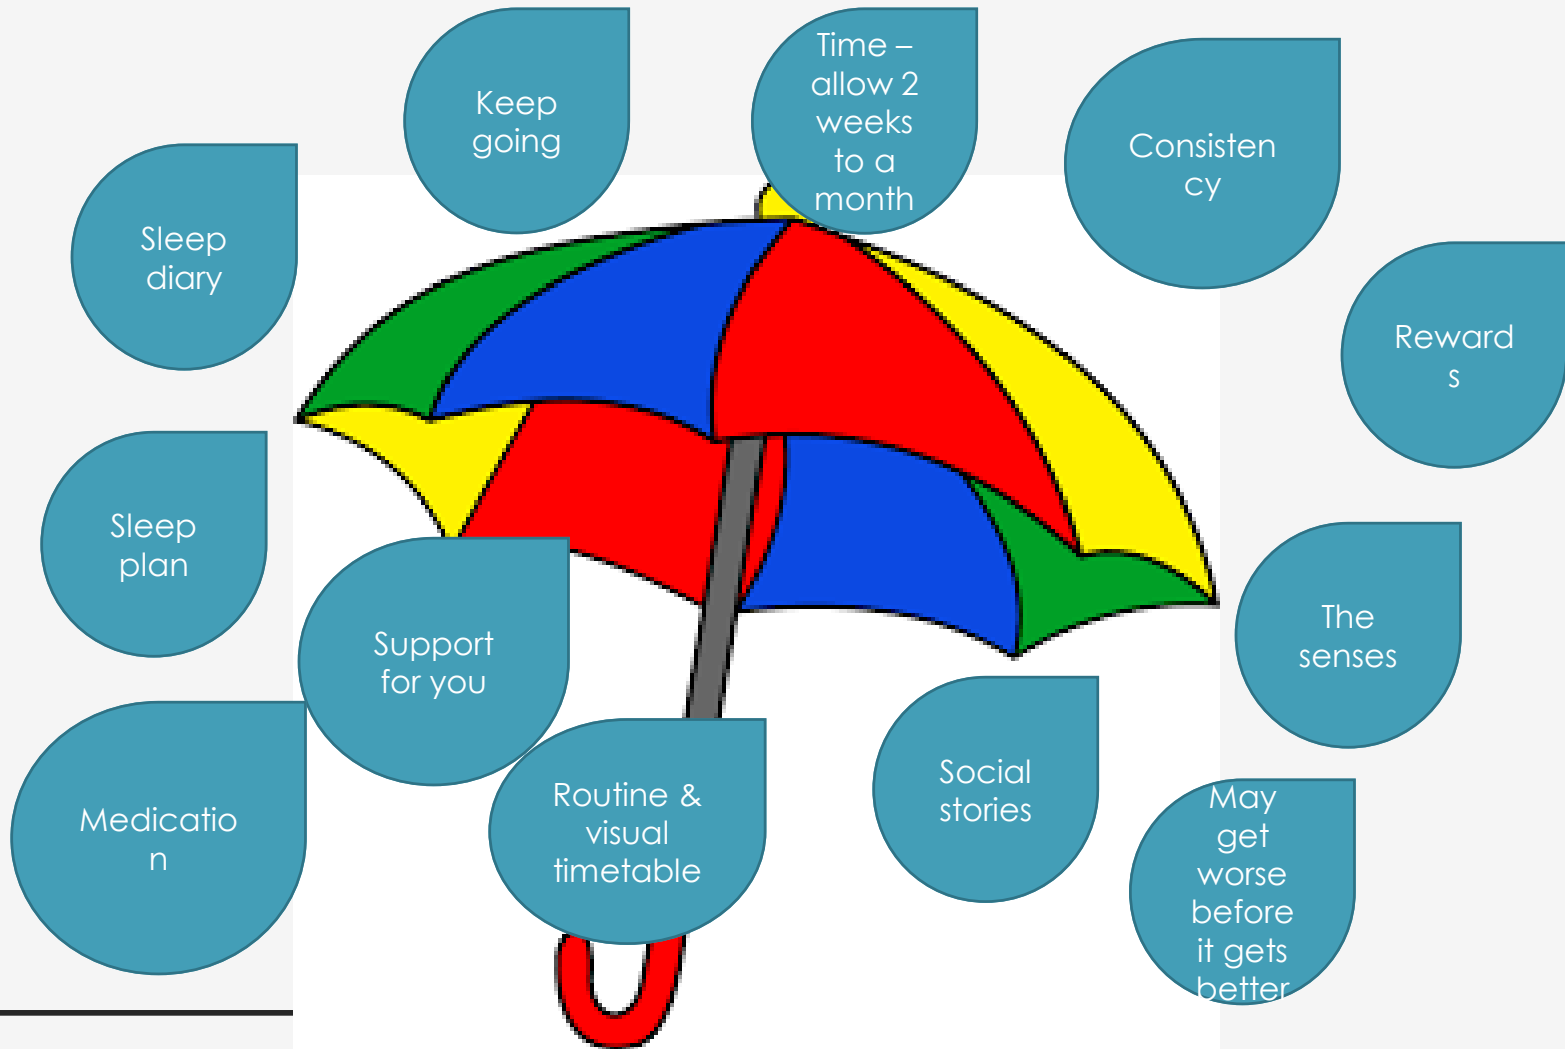 Keep
going
Time –
allow 2
weeks
to a
month
Consisten
cy
Sleep
diary
Reward
s
Sleep
plan
The
senses
Support
for you
Medicatio
n
Routine &
visual
timetable
Social
stories
May
get
worse
before
it gets
better